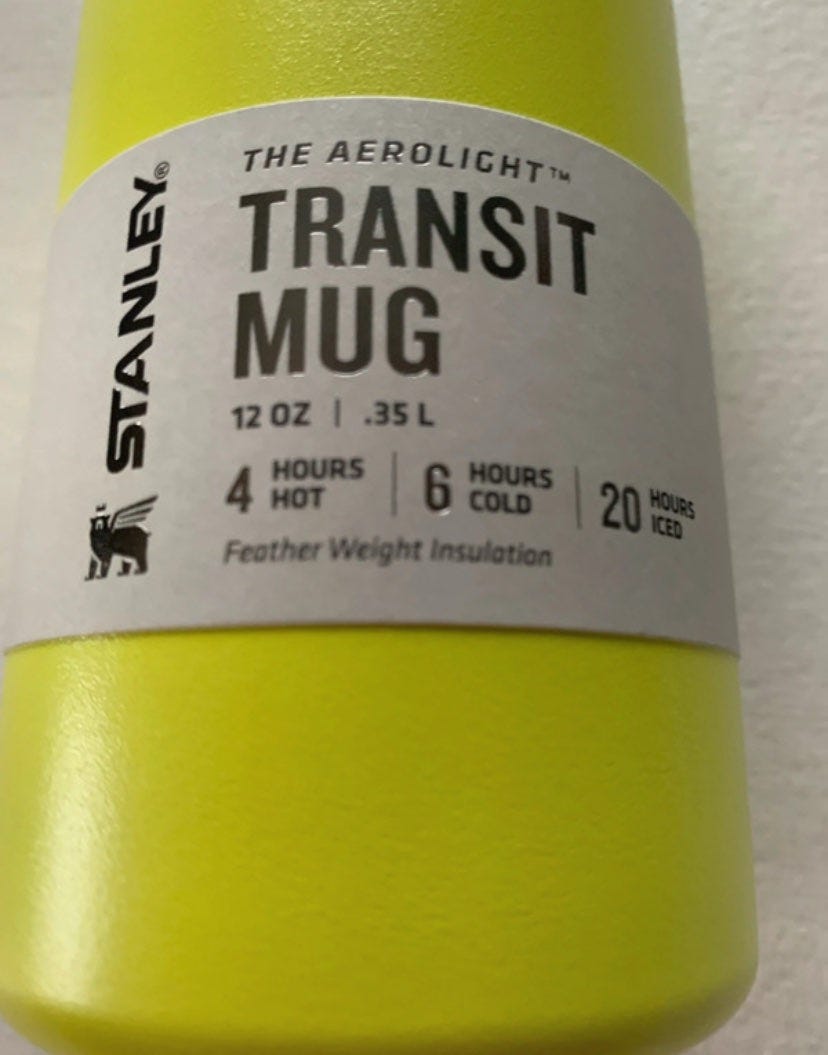 STANLEY®
THE AEROLIGHT™
TRANSIT
MUG
12 OZ | .35 L
4 HOURS HOT | 6 HOURS COLD | 20 HOURS ICED
Feather Weight Insulation